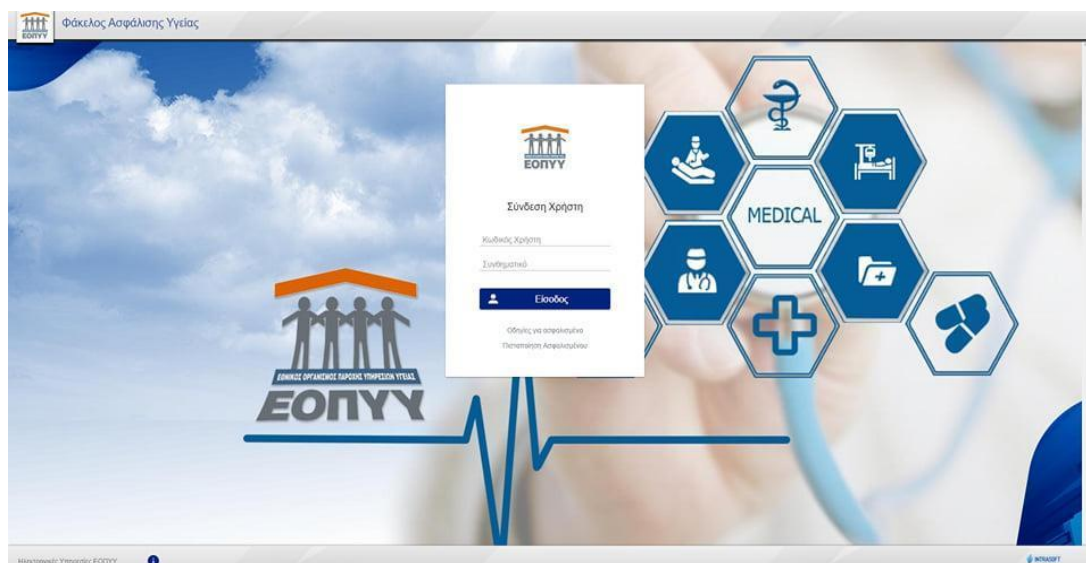 ΕΟΠΥΥ
Φάκελος Ασφάλισης Υγείας
ΕΟΠΥΥ
Σύνδεση Χρήστη
Κωδικός Χρήστη
Συνθηματικό
Είσοδος
Οδηγίες για ασφαλισμένο
Πιστοποίηση Ασφαλισμένου
MEDICAL
ΕΘΝΙΚΟΣ ΟΡΓΑΝΙΣΜΟΣ ΠΑΡΟΧΗΣ ΥΠΗΡΕΣΙΩΝ ΥΓΕΙΑΣ
ΕΟΠΥΥ
Ηλεκτρονικές Υπηρεσίες ΕΟΠΥΥ
INTRASOFT